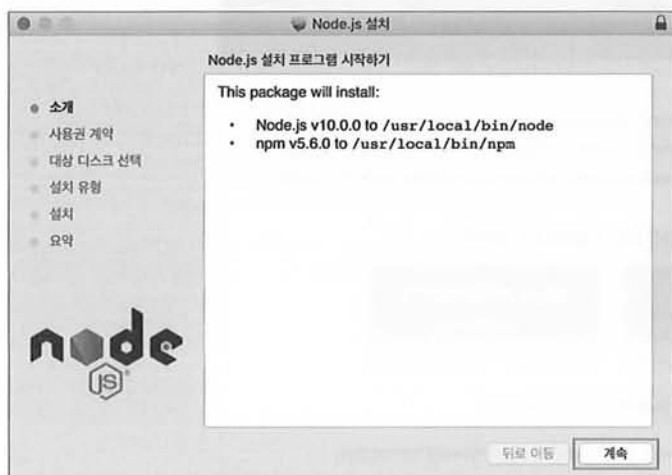 Node.js 설치
Node.js 설치 프로그램 시작하기
소개
사용권 계약
대상 디스크 선택
설치 유형
설치
요약
This package will install:
• Node.js v10.0.0 to /usr/local/bin/node
• npm v5.6.0 to /usr/local/bin/npm
node
JS
뒤로 이동
계속